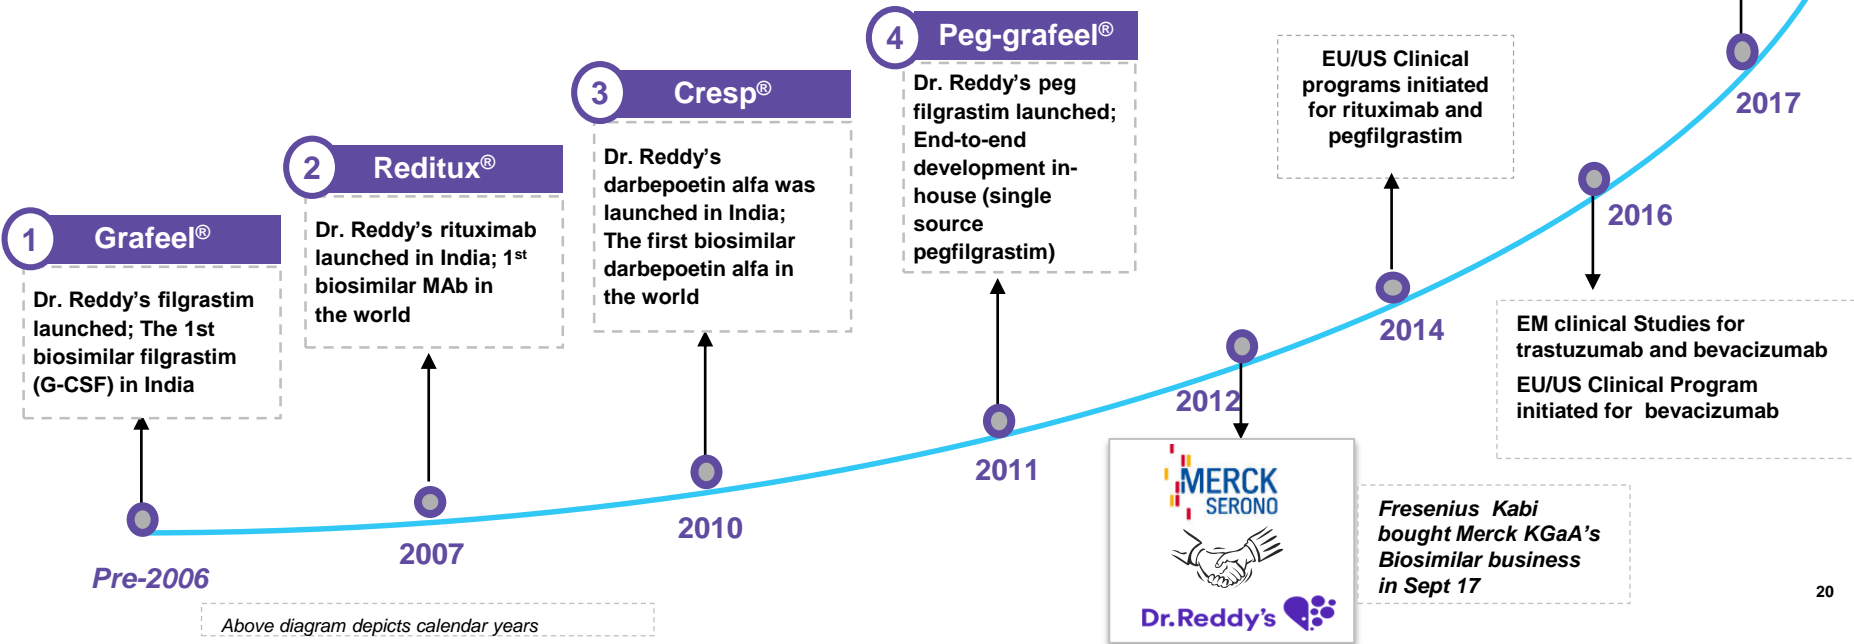 1
Grafeel®
Dr. Reddy's filgrastim
launched; The 1st
biosimilar filgrastim
(G-CSF) in India
Pre-2006
2
Reditux®
Dr. Reddy's rituximab
launched in India; 1st
biosimilar MAb in
the world
2007
3
Cresp®
Dr. Reddy's
darbepoetin alfa was
launched in India;
The first biosimilar
darbepoetin alfa in
the world
2010
4
Peg-grafeel®
Dr. Reddy's peg
filgrastim launched;
End-to-end
development in-
house (single
source
pegfilgrastim)
2011
2012
MERCK
SERONO
Dr.Reddy's
Fresenius Kabi
bought Merck KGaA's
Biosimilar business
in Sept 17
EU/US Clinical
programs initiated
for rituximab and
pegfilgrastim
2014
2016
EM clinical Studies for
trastuzumab and bevacizumab
EU/US Clinical Program
initiated for bevacizumab
2017
Above diagram depicts calendar years
20